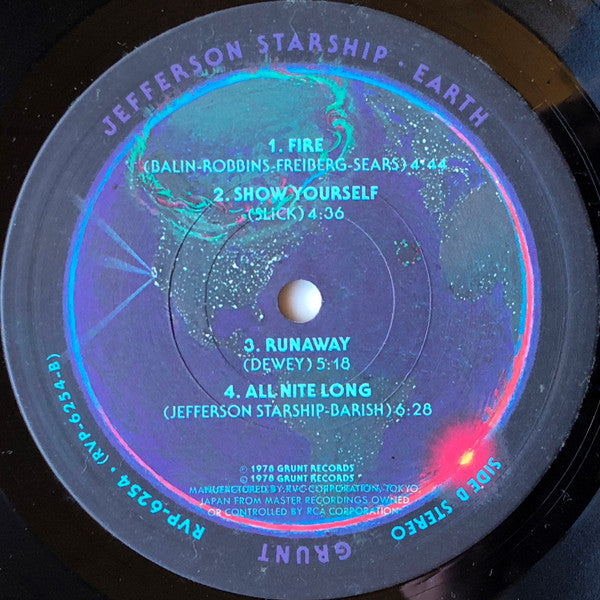 JEFFERSON STARSHIP · EARTH
1. FIRE
(BALIN-ROBBINS-FREIBERG-SEARS) 4:44
2. SHOW YOURSELF
(SLICK) 4:36
3. RUNAWAY
(DEWEY) 5:18
4. ALL NITE LONG
(JEFFERSON STARSHIP-BARISH) 6:28
℗ 1978 GRUNT RECORDS
© 1978 GRUNT RECORDS
MANUFACTURED BY RVC CORPORATION, TOKYO,
JAPAN FROM MASTER RECORDINGS OWNED
OR CONTROLLED BY RCA CORPORATION
RVP-6254 · (RVP-6254-B)
GRUNT
SIDE B STEREO